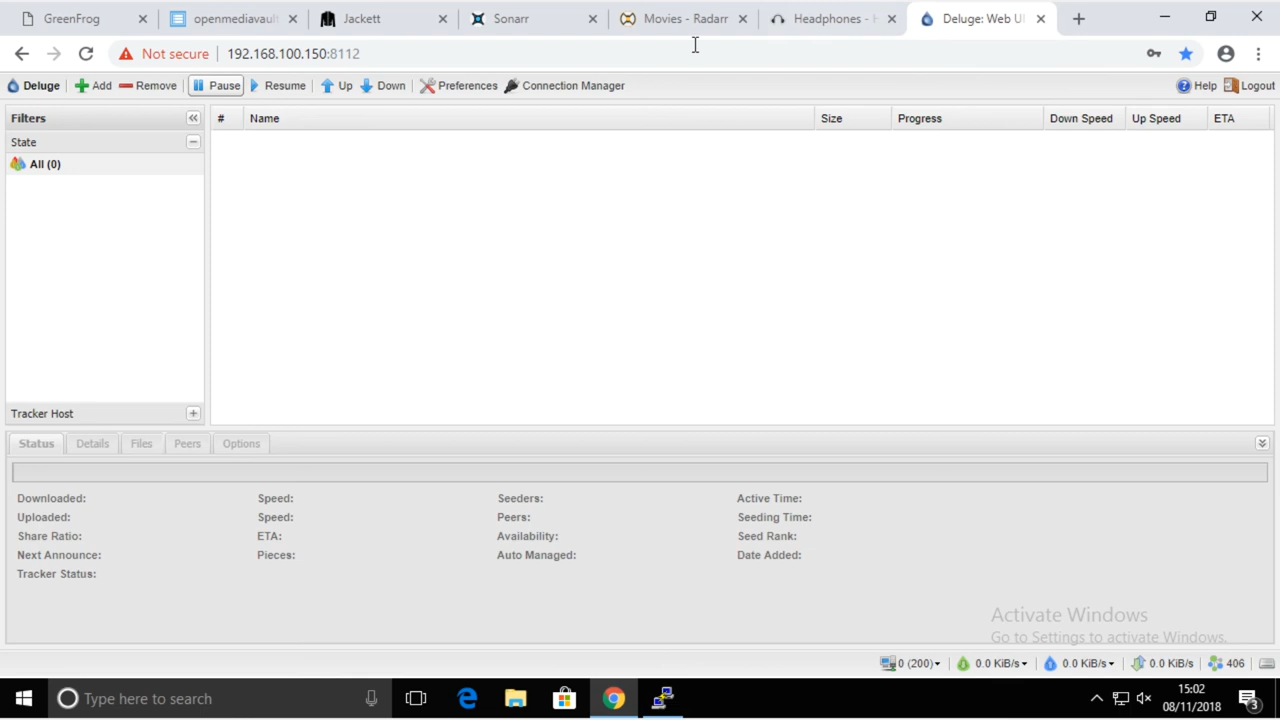 GreenFrog
openmediavaul
Jackett
Sonarr
Movies - Radarr
Headphones - H
Deluge: Web UI
Not secure
192.168.100.150:8112
Deluge
Add
Remove
Pause
Resume
Up
Down
Preferences
Connection Manager
Help
Logout
Filters
State
All (0)
Tracker Host
# Name Size Progress Down Speed Up Speed ETA
Status Details Files Peers Options
Downloaded: Speed: Seeders: Active Time:
Uploaded: Speed: Peers: Seeding Time:
Share Ratio: ETA: Availability: Seed Rank:
Next Announce: Pieces: Auto Managed: Date Added:
Tracker Status:
Activate Windows
Go to Settings to activate Windows.
0 (200) 0.0 KiB/s 0.0 KiB/s 0.0 KiB/s 406
Type here to search
15:02
08/11/2018
3